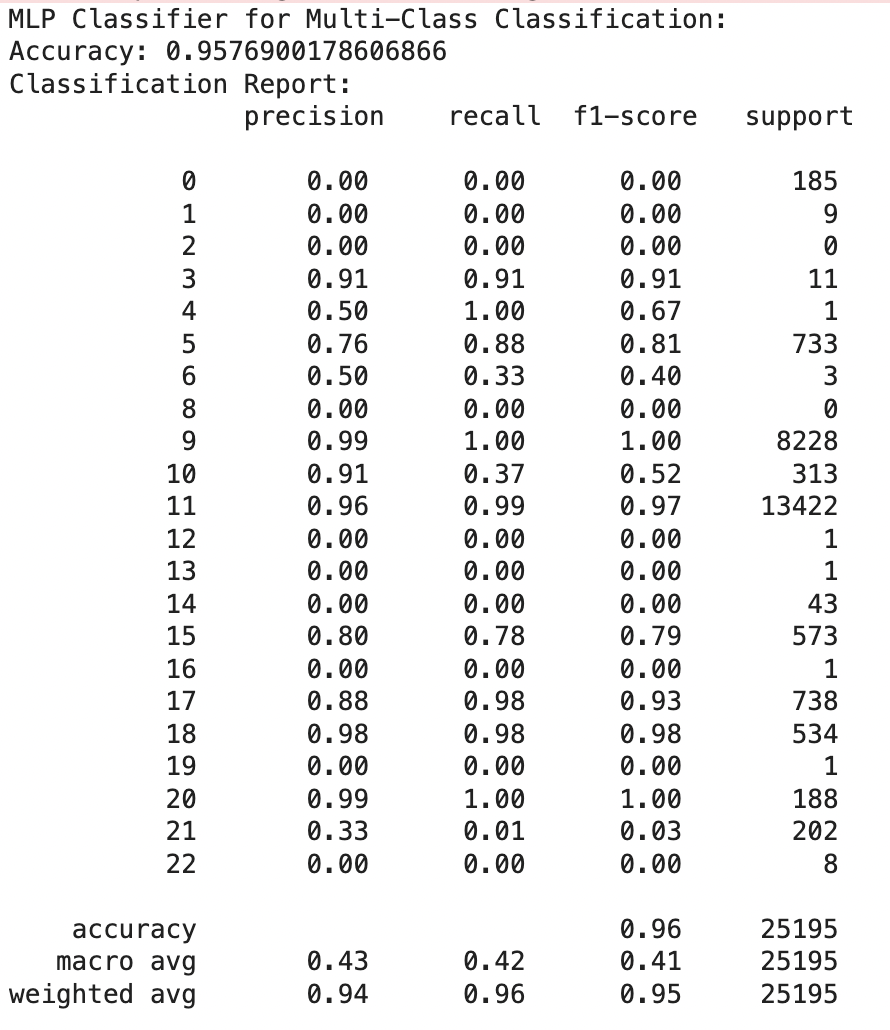 MLP Classifier for Multi-Class Classification:
Accuracy: 0.9576900178606866
Classification Report:
precision recall f1-score support
0 0.00 0.00 0.00 185
1 0.00 0.00 0.00 9
2 0.00 0.00 0.00 0
3 0.91 0.91 0.91 11
4 0.50 1.00 0.67 1
5 0.76 0.88 0.81 733
6 0.50 0.33 0.40 3
8 0.00 0.00 0.00 0
9 0.99 1.00 1.00 8228
10 0.91 0.37 0.52 313
11 0.96 0.99 0.97 13422
12 0.00 0.00 0.00 1
13 0.00 0.00 0.00 1
14 0.00 0.00 0.00 43
15 0.80 0.78 0.79 573
16 0.00 0.00 0.00 1
17 0.88 0.98 0.93 738
18 0.98 0.98 0.98 534
19 0.00 0.00 0.00 1
20 0.99 1.00 1.00 188
21 0.33 0.01 0.03 202
22 0.00 0.00 0.00 8
accuracy 0.96 25195
macro avg 0.43 0.42 0.41 25195
weighted avg 0.94 0.96 0.95 25195